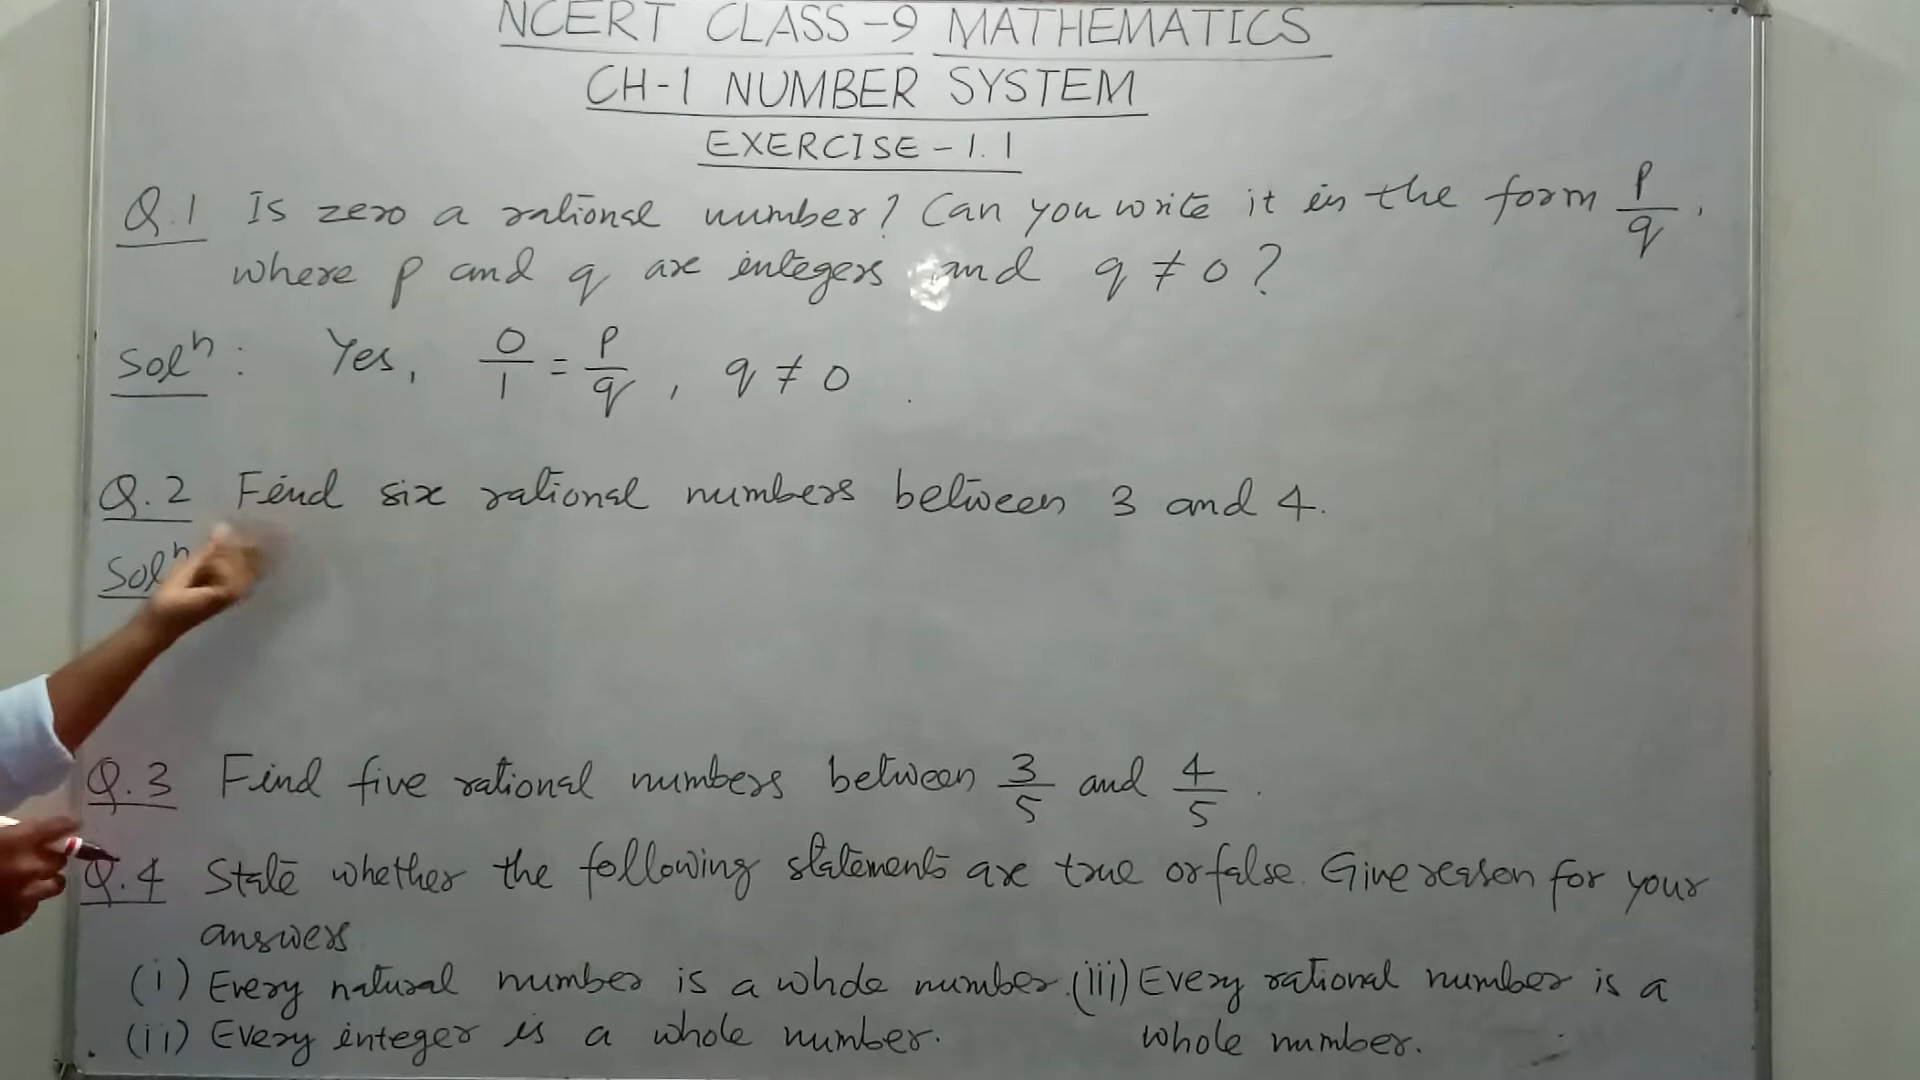 NCERT CLASS-9 MATHEMATICS
CH-1 NUMBER SYSTEM
EXERCISE-1.1
Q.1 Is zero a rational number? Can you write it in the form p/q,
where p and q are integers and q ≠ 0?
Solⁿ: Yes, 0/1 = p/q, q ≠ 0
Q.2 Find six rational numbers between 3 and 4.
Solⁿ
Q.3 Find five rational numbers between 3/5 and 4/5.
Q.4 State whether the following statements are true or false. Give reason for your
answers
(i) Every natural number is a whole number. (iii) Every rational number is a
(ii) Every integer is a whole number. whole number.